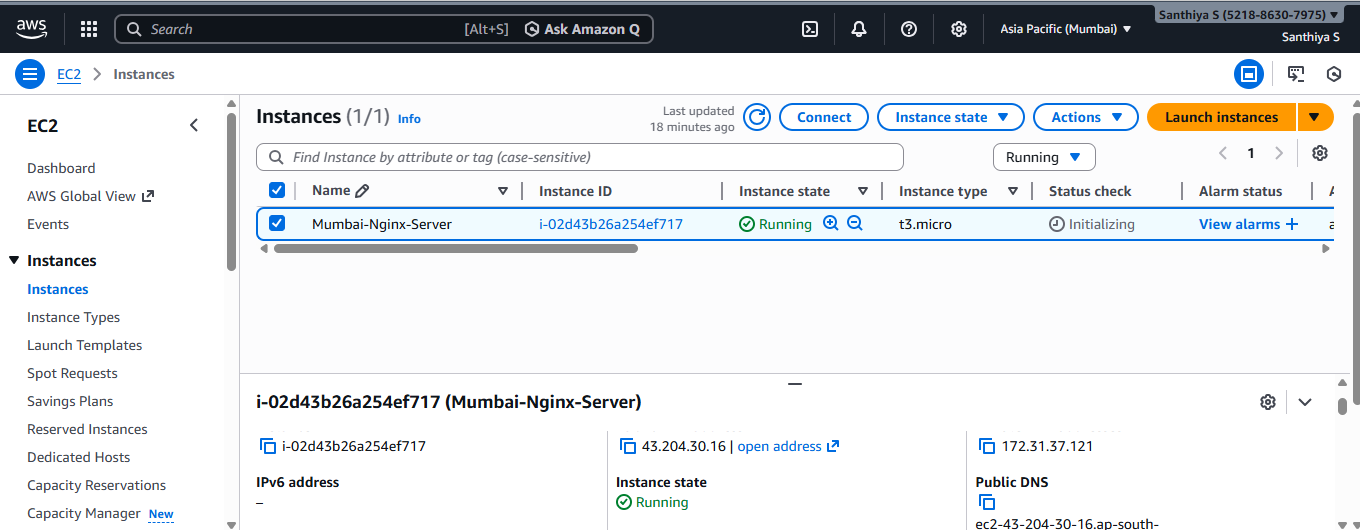 aws
Search [Alt+S] Ask Amazon Q
Asia Pacific (Mumbai) ▼
Santhiya S (5218-8630-7975) ▼
Santhiya S
EC2 > Instances
EC2
Dashboard
AWS Global View
Events
Instances
Instances
Instance Types
Launch Templates
Spot Requests
Savings Plans
Reserved Instances
Dedicated Hosts
Capacity Reservations
Capacity Manager New
Instances (1/1) Info
Last updated
18 minutes ago
Connect
Instance state
Actions
Launch instances
Find Instance by attribute or tag (case-sensitive)
Running
1
Name Instance ID Instance state Instance type Status check Alarm status A
Mumbai-Nginx-Server i-02d43b26a254ef717 Running t3.micro Initializing View alarms + a
i-02d43b26a254ef717 (Mumbai-Nginx-Server)
i-02d43b26a254ef717
43.204.30.16 | open address
172.31.37.121
IPv6 address
–
Instance state
Running
Public DNS
ec2-43-204-30-16.ap-south-